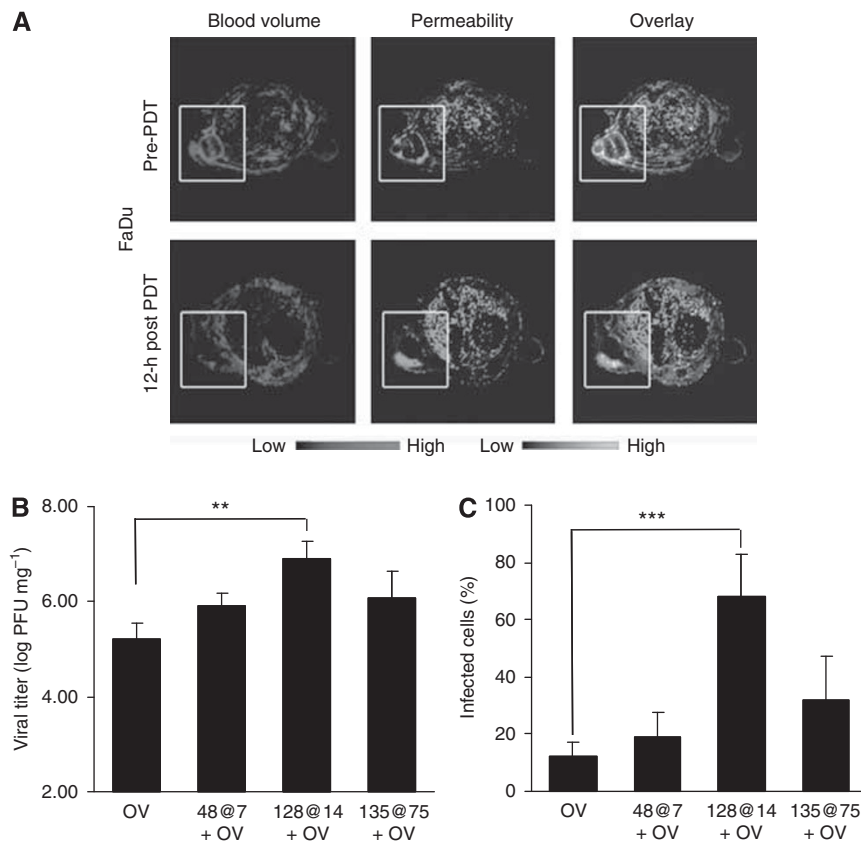 A
Blood volume Permeability Overlay
Pre-PDT
FaDu
12-h post PDT
Low High Low High
B
Viral titer (log PFU mg−1)
8.00
6.00
4.00
2.00
**
OV 48@7 + OV 128@14 + OV 135@75 + OV
C
Infected cells (%)
100
80
60
40
20
0
***
OV 48@7 + OV 128@14 + OV 135@75 + OV